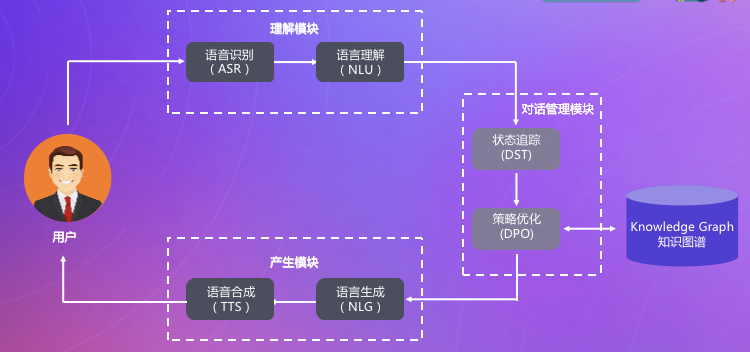 理解模块
语音识别
（ASR）
语言理解
（NLU）
对话管理模块
状态追踪
(DST)
策略优化
(DPO)
Knowledge Graph
知识图谱
用户
产生模块
语音合成
（TTS）
语言生成
（NLG）